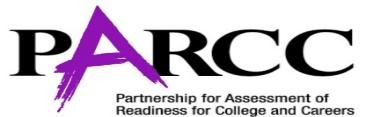 PARCC
Partnership for Assessment of
Readiness for College and Careers